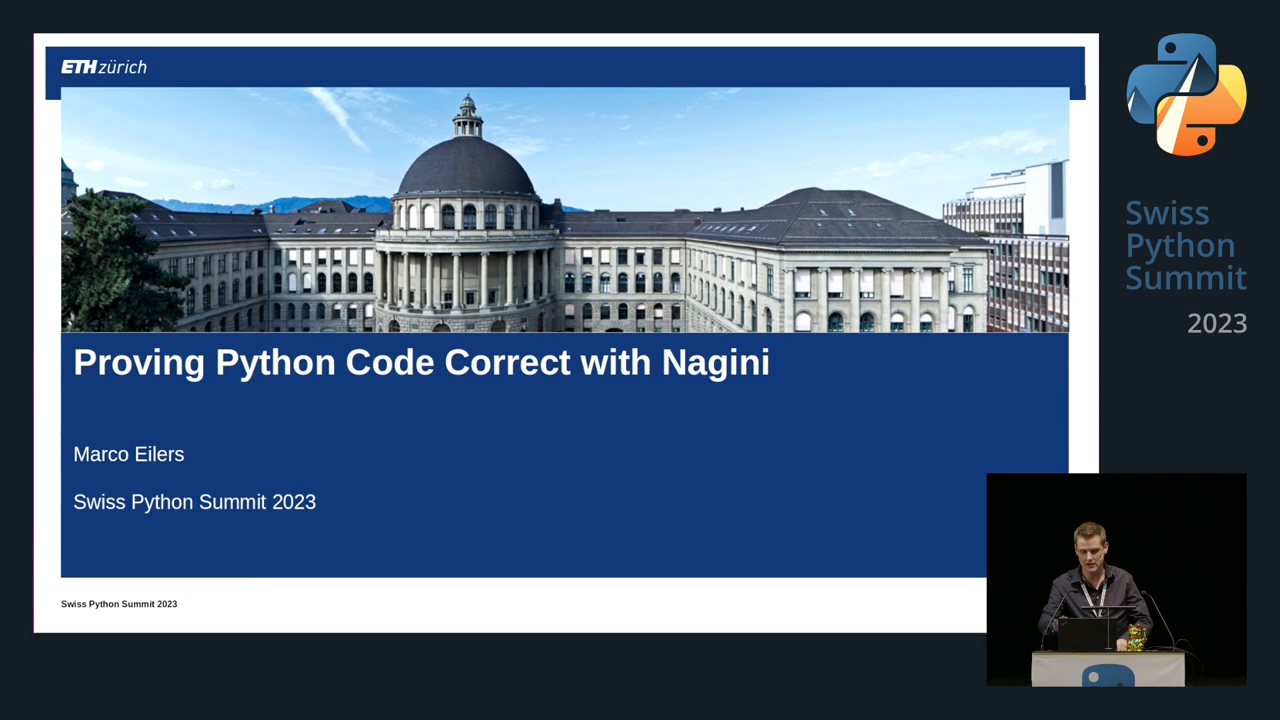 ETH zürich
Proving Python Code Correct with Nagini
Marco Eilers
Swiss Python Summit 2023
Swiss Python Summit 2023
Swiss
Python
Summit
2023